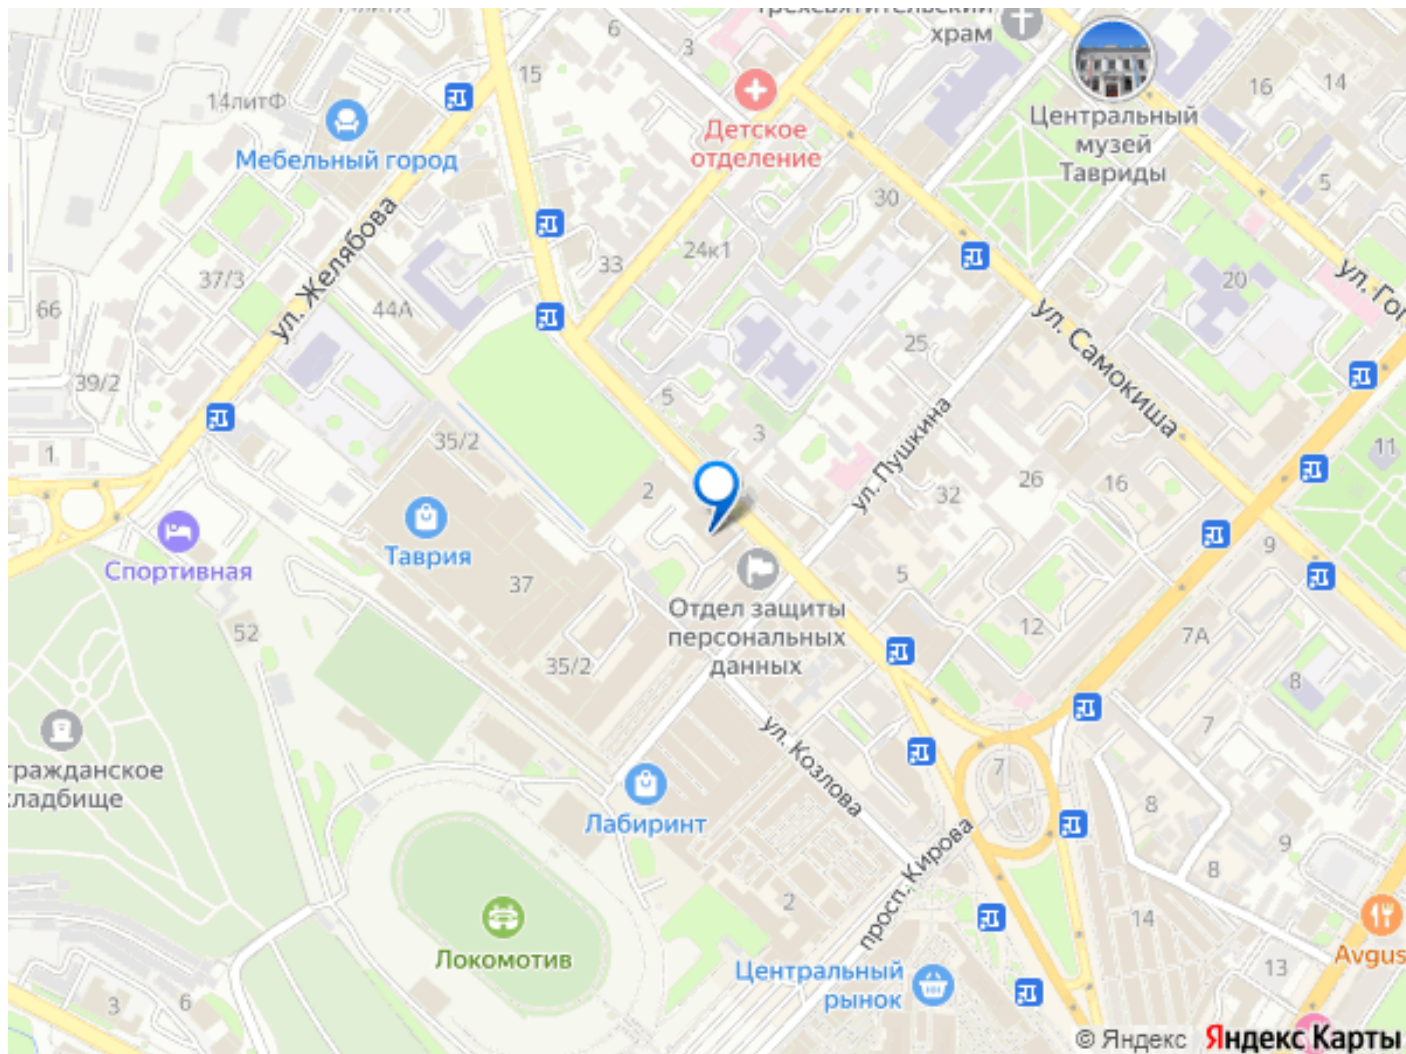 14литФ
15
6
3
Трехсвятительский
храм
16
14
Центральный
музей
Тавриды
Детское
отделение
Мебельный город
5
30
24к1
33
37/3
ул. Желябова
44А
66
20
ул. Гог
ул. Самокиша
25
39/2
5
3
ул. Пушкина
11
35/2
1
2
32
26
16
Таврия
Спортивная
37
9
5
Отдел защиты
персональных
данных
12
7А
52
35/2
8
7
ул. Козлова
7
гражданское
кладбище
8
Лабиринт
9
8
просп. Кирова
2
14
Локомотив
Центральный
рынок
Avgus
13
3
6
© Яндекс Яндекс Карты